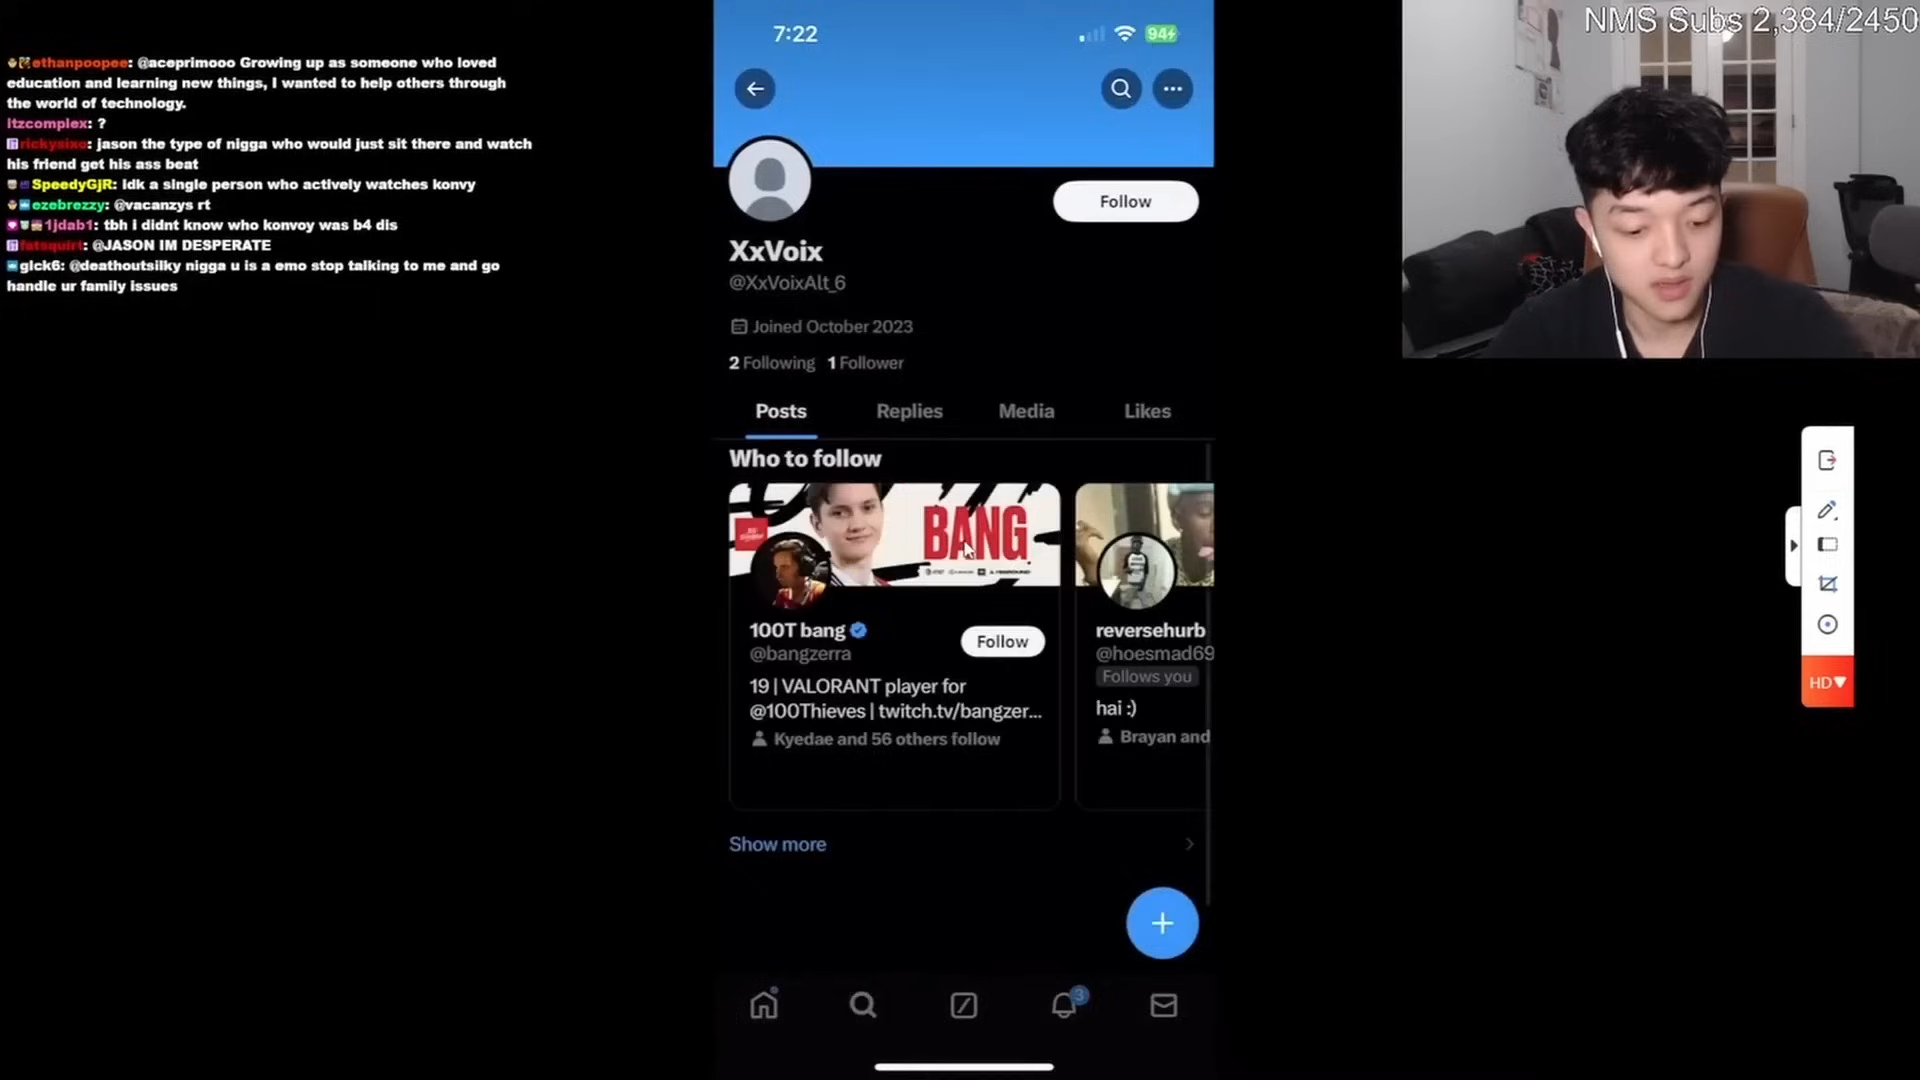 ethanpoopee: @aceprimooo Growing up as someone who loved
education and learning new things, I wanted to help others through
the world of technology.
Itzcomplex: ?
rickysixo: jason the type of nigga who would just sit there and watch
his friend get his ass beat
SpeedyGjR: idk a single person who actively watches konvy
ezebrezzy: @vacanzys rt
1jdab1: tbh i didnt know who konvoy was b4 dis
fatsquirt: @JASON IM DESPERATE
glck6: @deathoutsilky nigga u is a emo stop talking to me and go
handle ur family issues
7:22
94
Follow
XxVoix
@XxVoixAlt_6
Joined October 2023
2 Following 1 Follower
Posts Replies Media Likes
Who to follow
BANG
100T bang
@bangzerra
Follow
19 | VALORANT player for
@100Thieves | twitch.tv/bangzer...
Kyedae and 56 others follow
reversehurb
@hoesmad69
Follows you
hai :)
Brayan and
Show more
3
NMS Subs 2,384/2450
HD